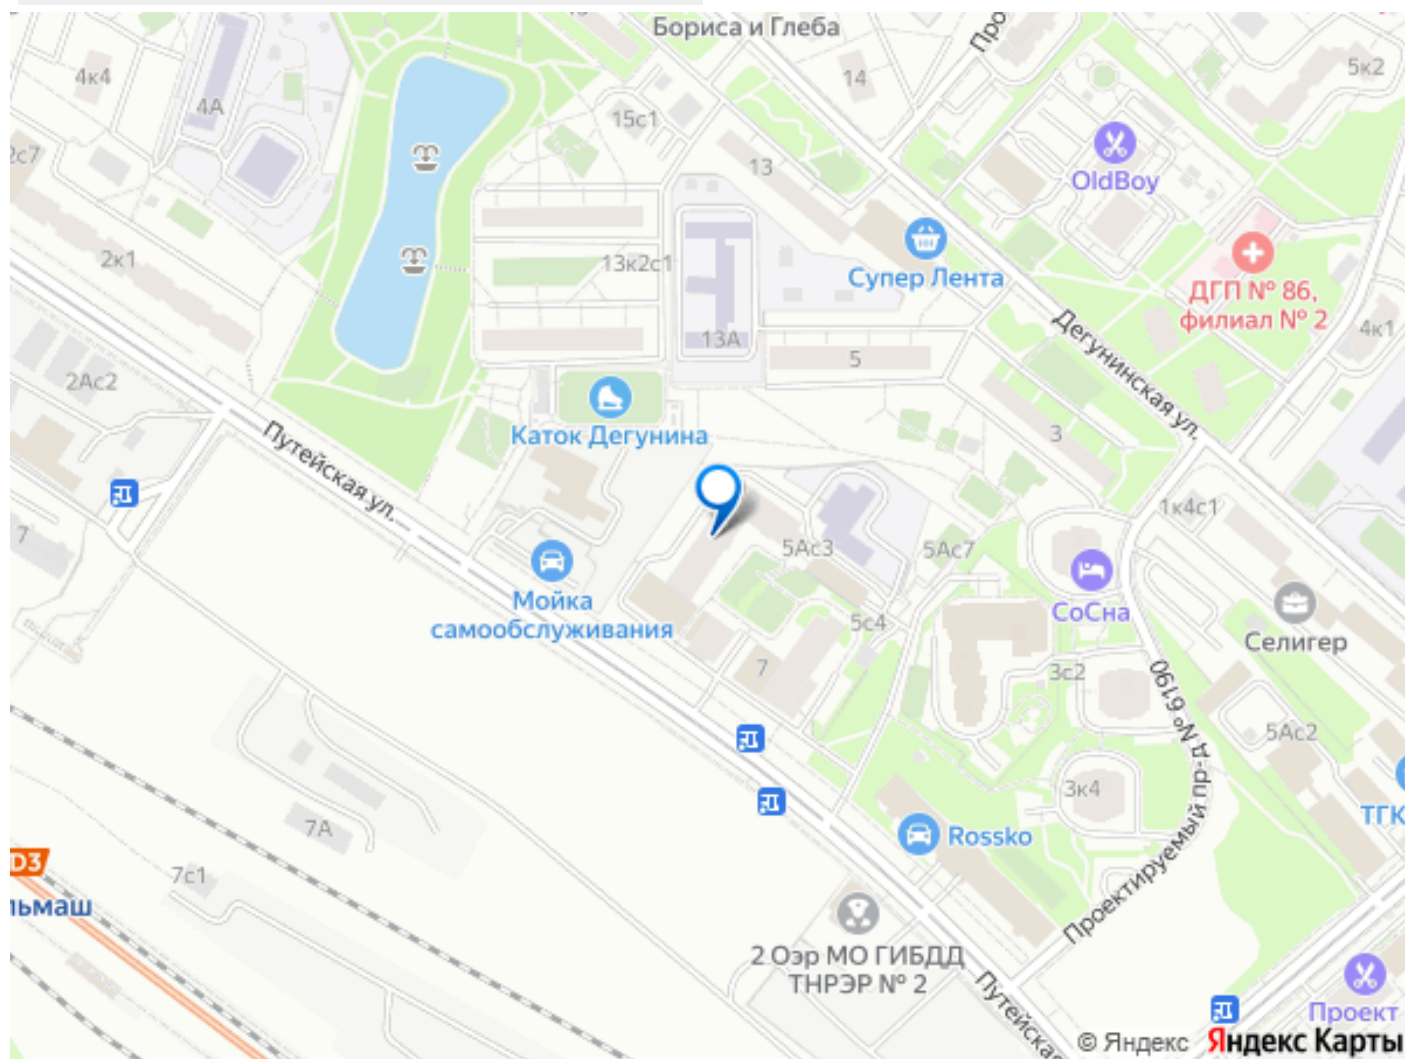 Бориса и Глеба
Про
5к2
4к4
14
4А
15с1
2с7
13
OldBoy
2к1
13к2с1
Супер Лента
ДГП № 86,
филиал № 2
Дегунинская ул.
4к1
13А
5
2Ас2
Каток Дегунина
3
Путейская ул.
1к4с1
7
5Ас3
5Ас7
СоСна
Мойка
самообслуживания
5с4
Селигер
7
3с2
Проектируемый пр-д № 6190
5Ас2
3к4
7А
ТГК
Rossko
D3
7с1
льмаш
2 Оэр МО ГИБДД
ТНРЭР № 2
Путейская
Проект
© Яндекс Яндекс Карты